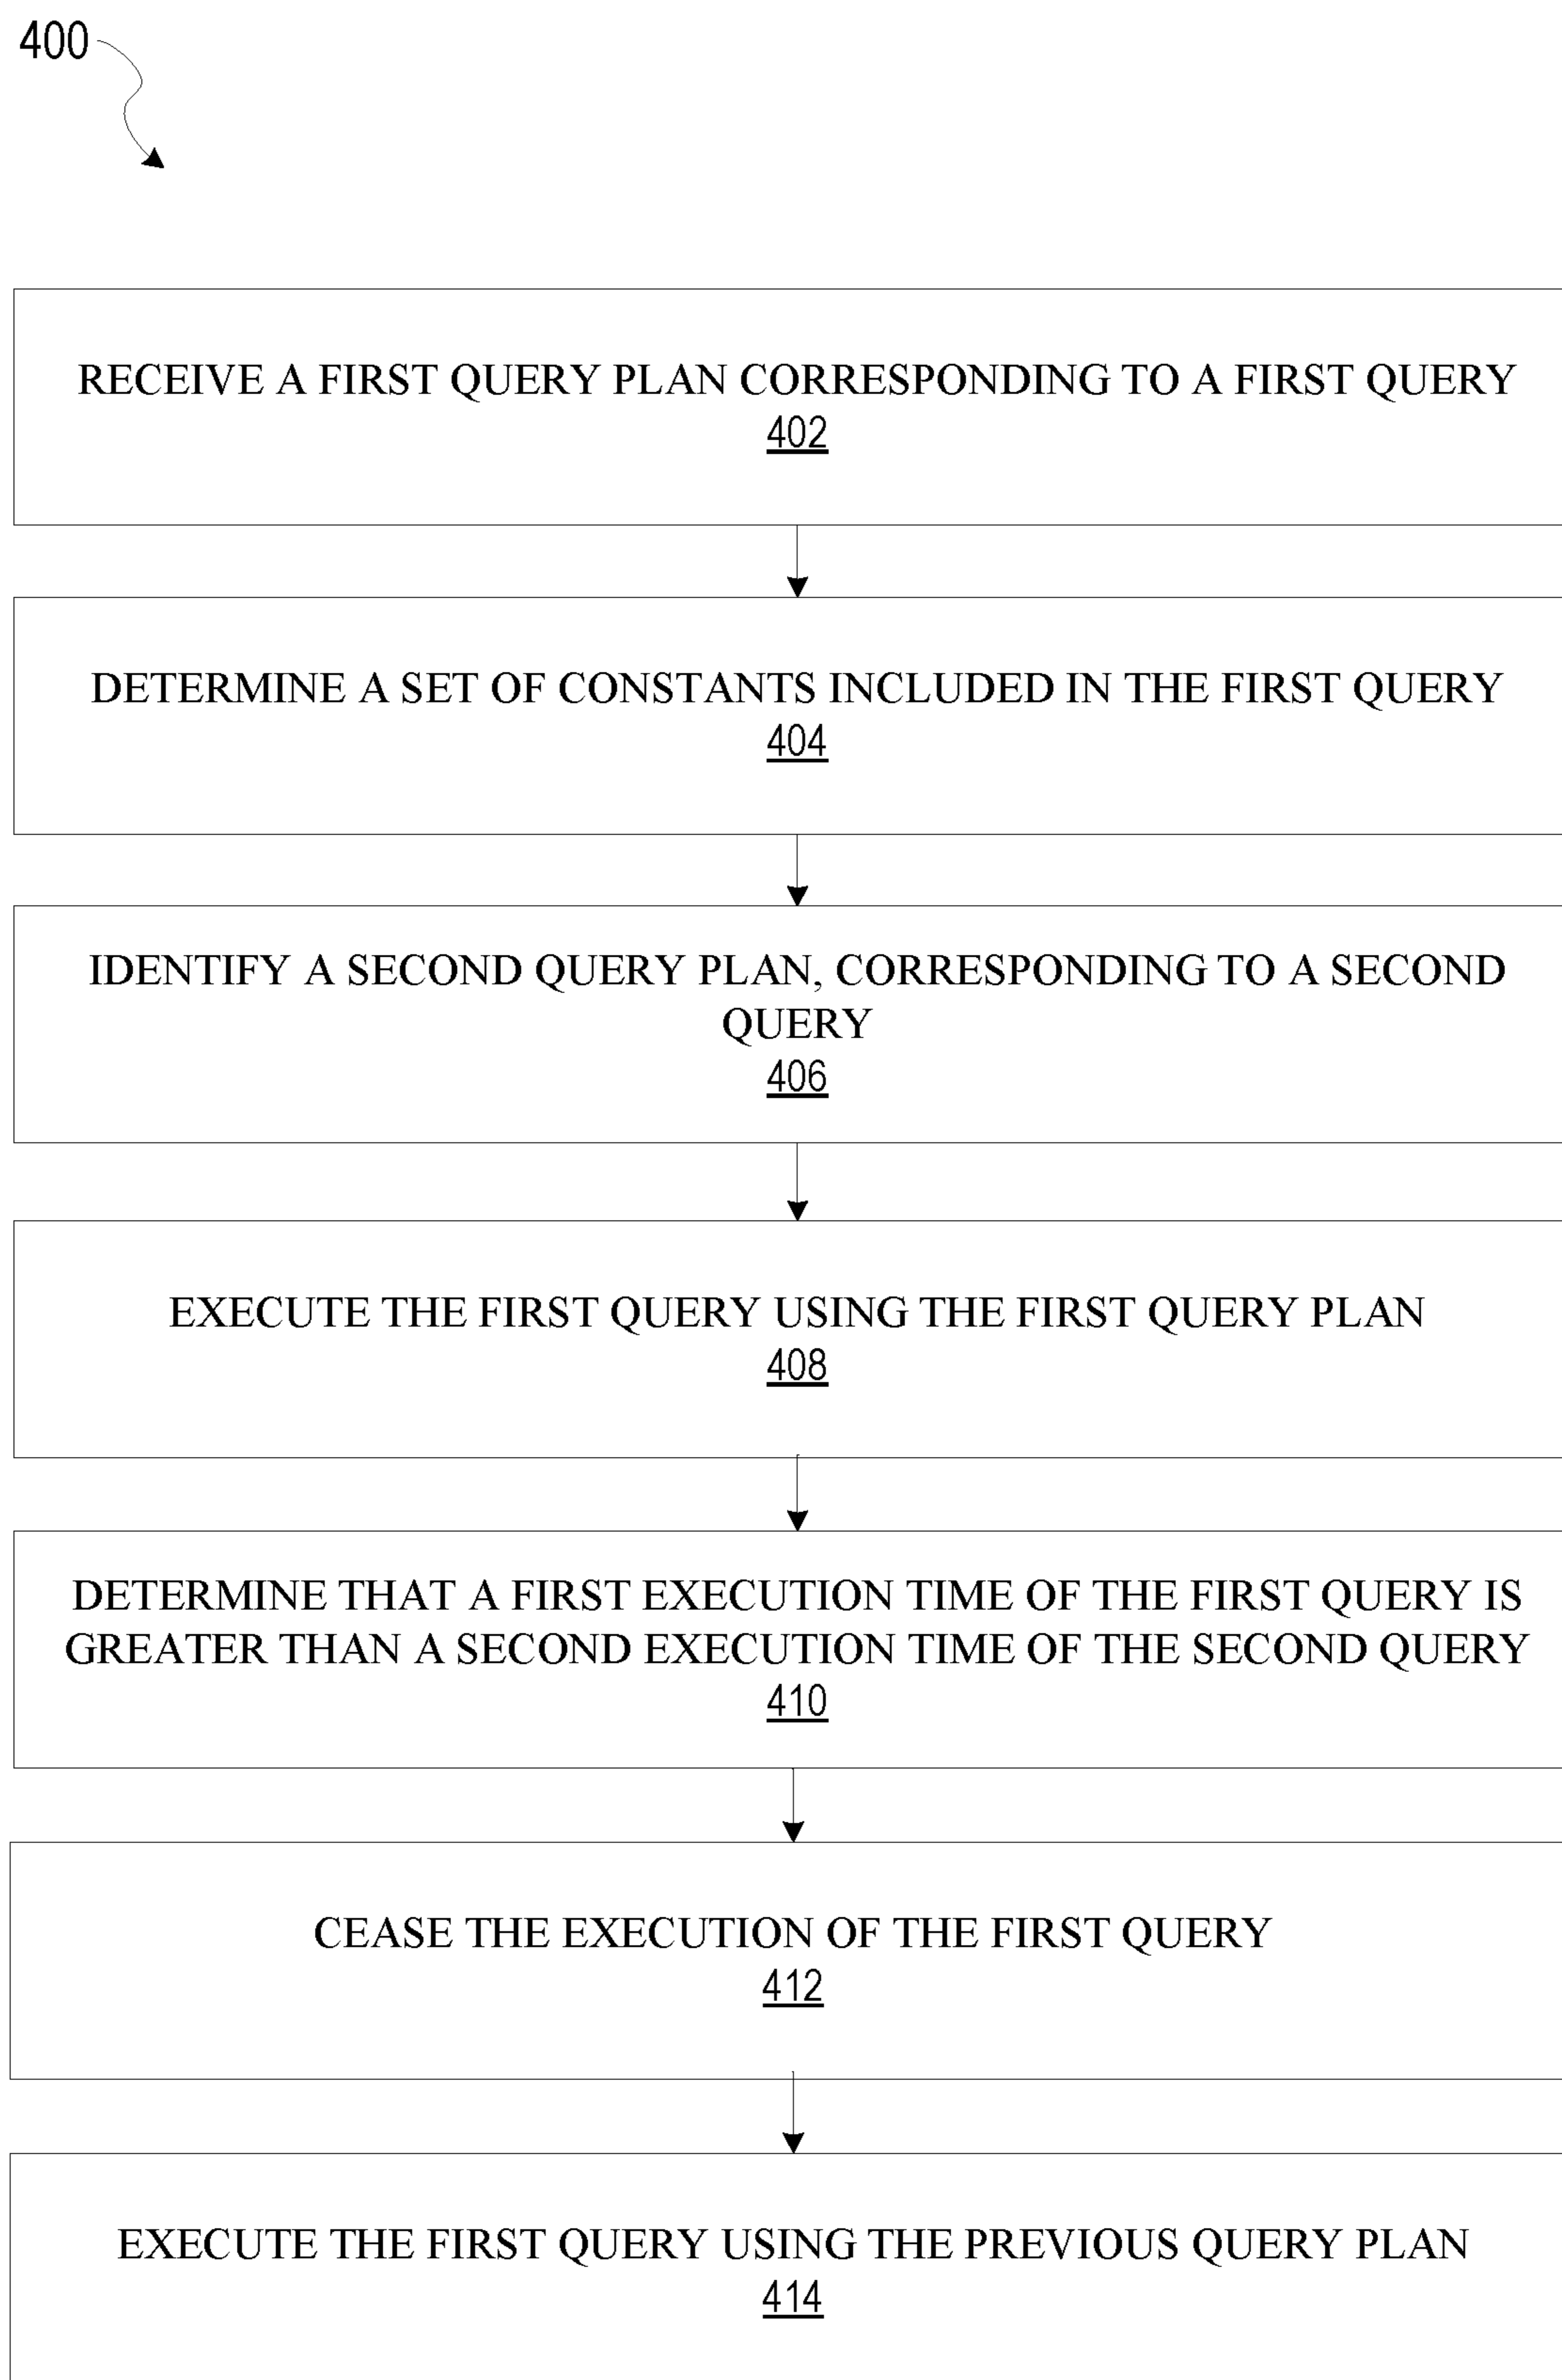 400
RECEIVE A FIRST QUERY PLAN CORRESPONDING TO A FIRST QUERY
402
DETERMINE A SET OF CONSTANTS INCLUDED IN THE FIRST QUERY
404
IDENTIFY A SECOND QUERY PLAN, CORRESPONDING TO A SECOND
QUERY
406
EXECUTE THE FIRST QUERY USING THE FIRST QUERY PLAN
408
DETERMINE THAT A FIRST EXECUTION TIME OF THE FIRST QUERY IS
GREATER THAN A SECOND EXECUTION TIME OF THE SECOND QUERY
410
CEASE THE EXECUTION OF THE FIRST QUERY
412
EXECUTE THE FIRST QUERY USING THE PREVIOUS QUERY PLAN
414